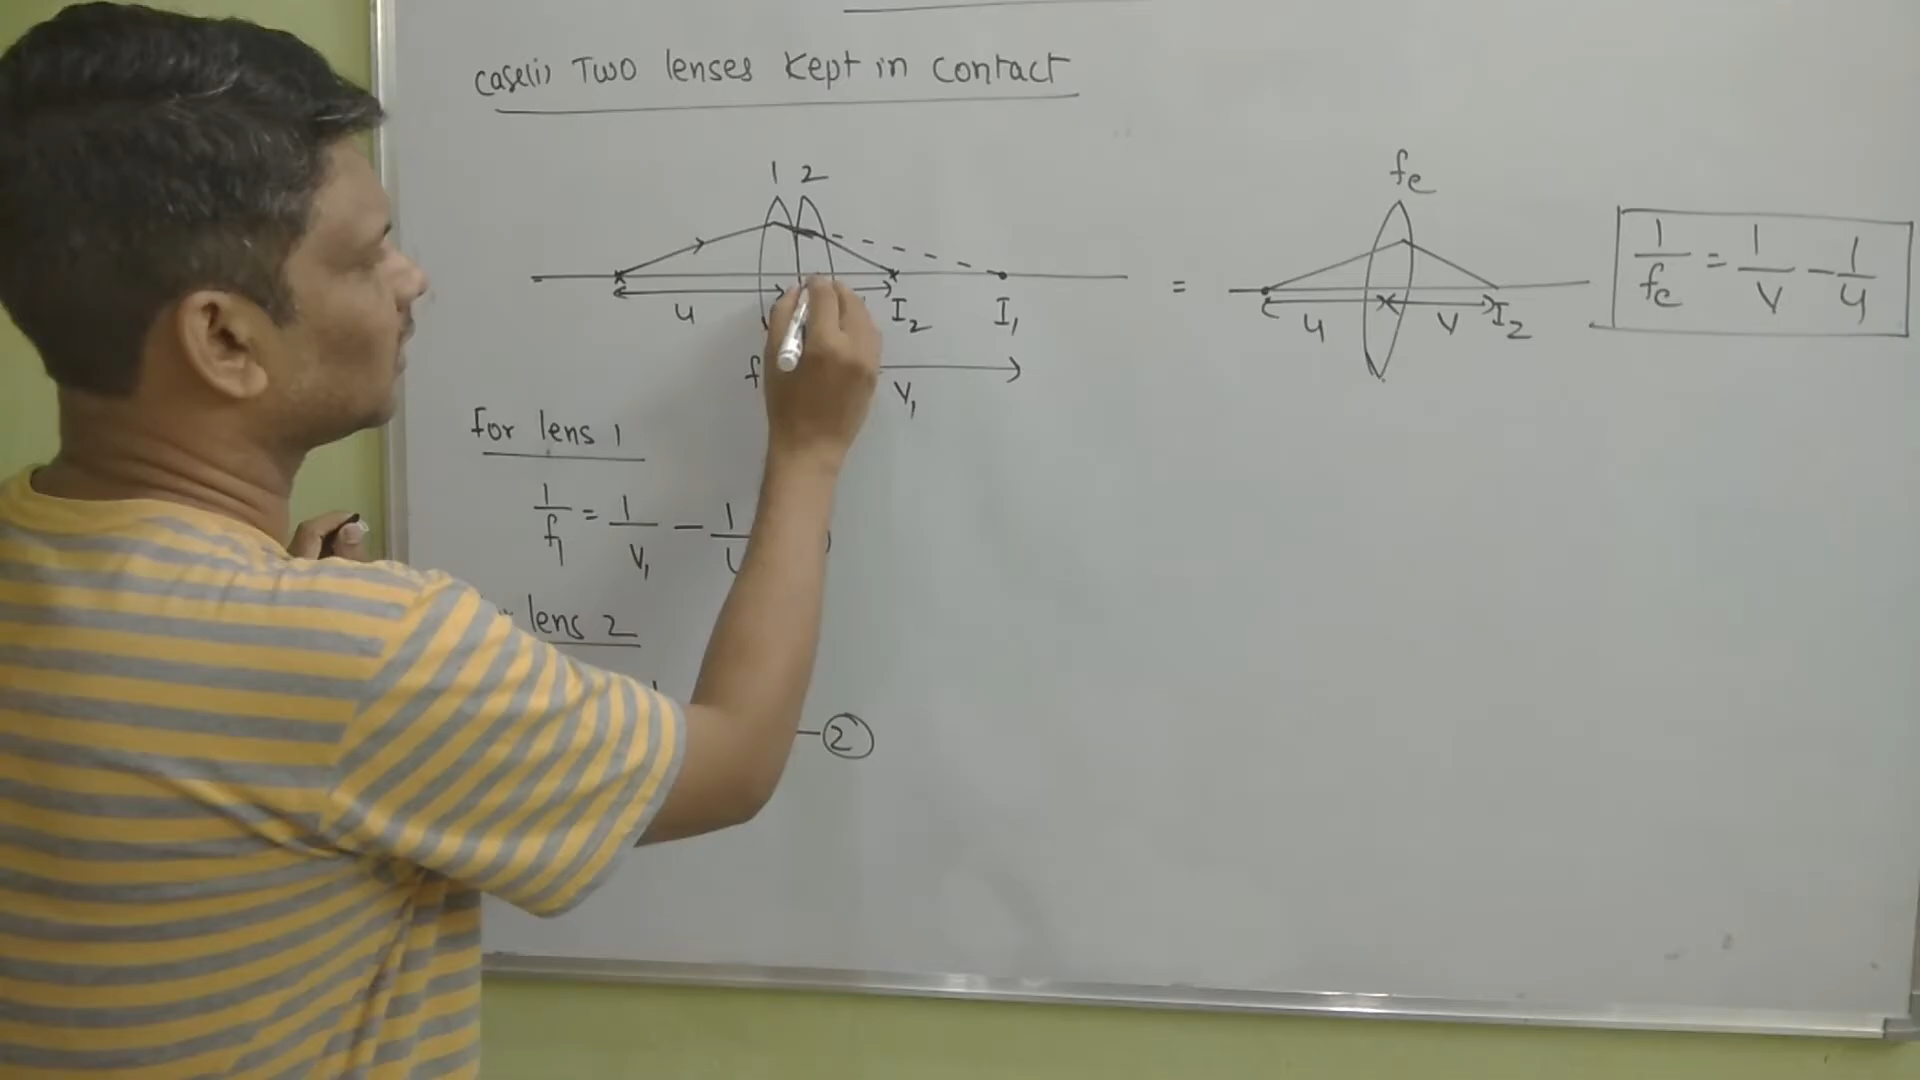 Case(i) Two lenses kept in contact
1 2
u I2 I1
f
V1
fe
u V I2
1/fe = 1/V - 1/u
For lens 1
1/f1 = 1/V1 - 1
lens 2
2